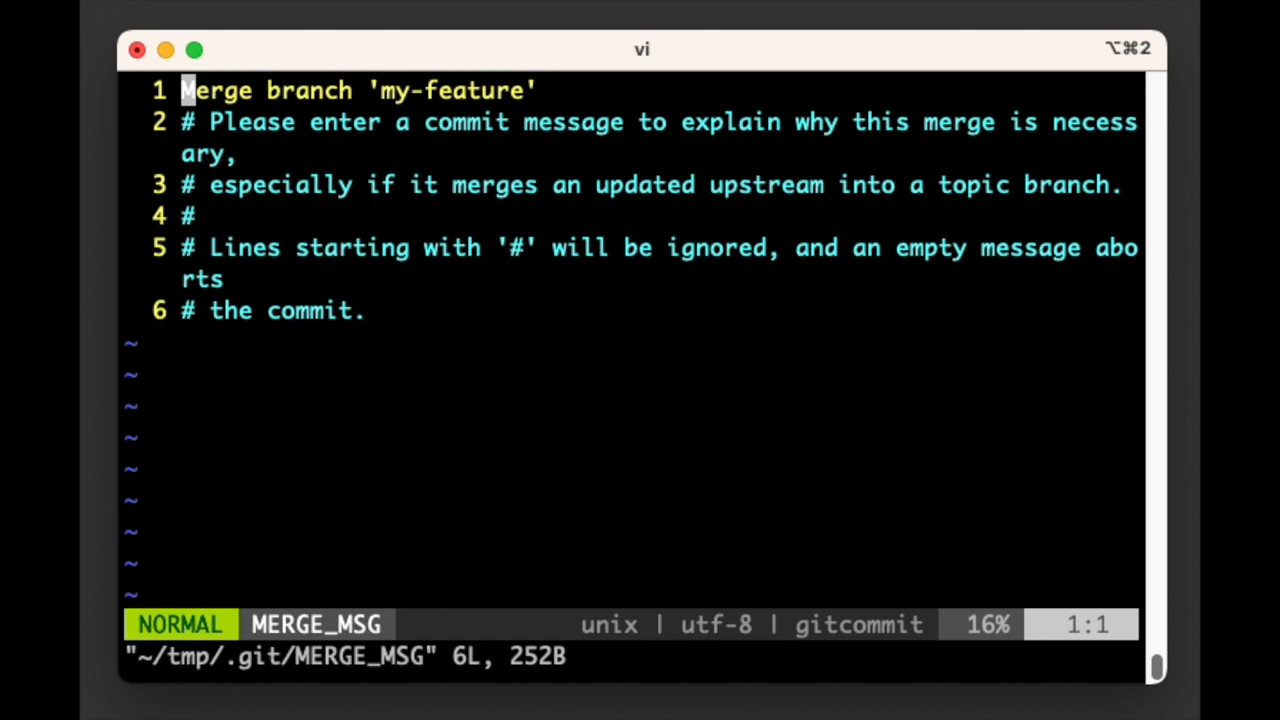 vi
⌥⌘2
1 Merge branch 'my-feature'
2 # Please enter a commit message to explain why this merge is necess
ary,
3 # especially if it merges an updated upstream into a topic branch.
4 #
5 # Lines starting with '#' will be ignored, and an empty message abo
rts
6 # the commit.
~
~
~
~
~
~
~
~
~
NORMAL MERGE_MSG unix | utf-8 | gitcommit 16% 1:1
"~/tmp/.git/MERGE_MSG" 6L, 252B